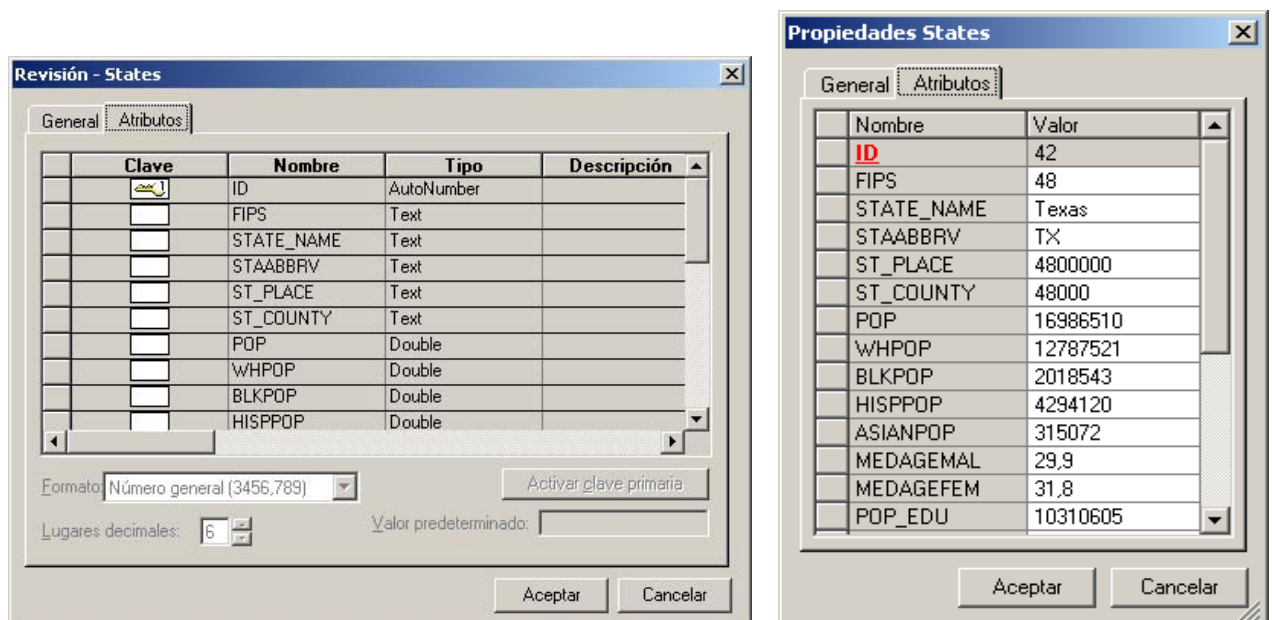 Revisión - States
General Atributos
Clave Nombre Tipo Descripción
ID AutoNumber
FIPS Text
STATE_NAME Text
STAABBRV Text
ST_PLACE Text
ST_COUNTY Text
POP Double
WHPOP Double
BLKPOP Double
HISPPOP Double
Formato: Número general (3456,789) Activar clave primaria
Lugares decimales: 6 Valor predeterminado:
Aceptar Cancelar
Propiedades States
General Atributos
Nombre Valor
ID 42
FIPS 48
STATE_NAME Texas
STAABBRV TX
ST_PLACE 4800000
ST_COUNTY 48000
POP 16986510
WHPOP 12787521
BLKPOP 2018543
HISPPOP 4294120
ASIANPOP 315072
MEDAGEMAL 29,9
MEDAGEFEM 31,8
POP_EDU 10310605
Aceptar Cancelar